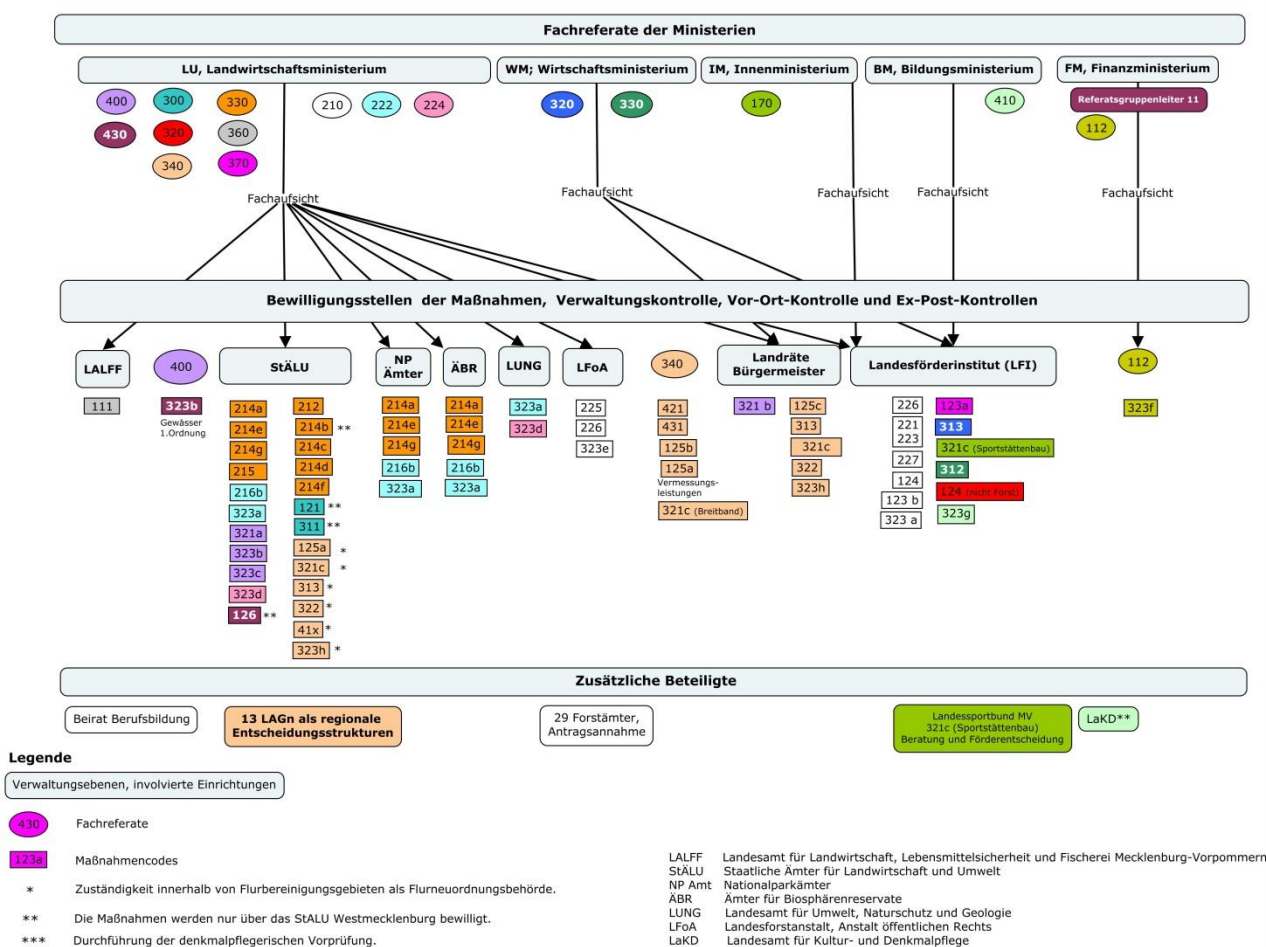 Fachreferate der Ministerien
LU, Landwirtschaftsministerium
WM; Wirtschaftsministerium
IM, Innenministerium
BM, Bildungsministerium
FM, Finanzministerium
400 300 330 210 222 224
320 330
170
410
Referatsgruppenleiter 11
430 320 360
112
340 370
Fachaufsicht Fachaufsicht Fachaufsicht Fachaufsicht Fachaufsicht
Bewilligungsstellen der Maßnahmen, Verwaltungskontrolle, Vor-Ort-Kontrolle und Ex-Post-Kontrollen
LALFF
111
400
323b
Gewässer
1.Ordnung
StÄLU
214a
214e
214g
215
216b
323a
321a
323b
323c
323d
126 **
212
214b **
214c
214d
214f
121 **
311 **
125a *
321c *
313 *
322 *
41x *
323h *
NP
Ämter
214a
214e
214g
216b
323a
ÄBR
214a
214e
214g
216b
323a
LUNG
323a
323d
LFoA
225
226
323e
340
421
431
125b
125a
Vermessungs-
leistungen
321c (Breitband)
Landräte
Bürgermeister
321 b
125c
313
321c
322
323h
Landesförderinstitut (LFI)
226
221
223
227
124
123 b
323 a
123a
313
321c (Sportstättenbau)
312
124 (nicht Forst)
323g
112
323f
Zusätzliche Beteiligte
Beirat Berufsbildung
13 LAGn als regionale
Entscheidungsstrukturen
29 Forstämter,
Antragsannahme
Landessportbund MV
321c (Sportstättenbau)
Beratung und Förderentscheidung
LaKD**
Legende
Verwaltungsebenen, involvierte Einrichtungen
430 Fachreferate
123a Maßnahmencodes
* Zuständigkeit innerhalb von Flurbereinigungsgebieten als Flurneuordnungsbehörde.
** Die Maßnahmen werden nur über das StALU Westmecklenburg bewilligt.
*** Durchführung der denkmalpflegerischen Vorprüfung.
LALFF Landesamt für Landwirtschaft, Lebensmittelsicherheit und Fischerei Mecklenburg-Vorpommern
StÄLU Staatliche Ämter für Landwirtschaft und Umwelt
NP Amt Nationalparkämter
ÄBR Ämter für Biosphärenreservate
LUNG Landesamt für Umwelt, Naturschutz und Geologie
LFoA Landesforstanstalt, Anstalt öffentlichen Rechts
LaKD Landesamt für Kultur- und Denkmalpflege